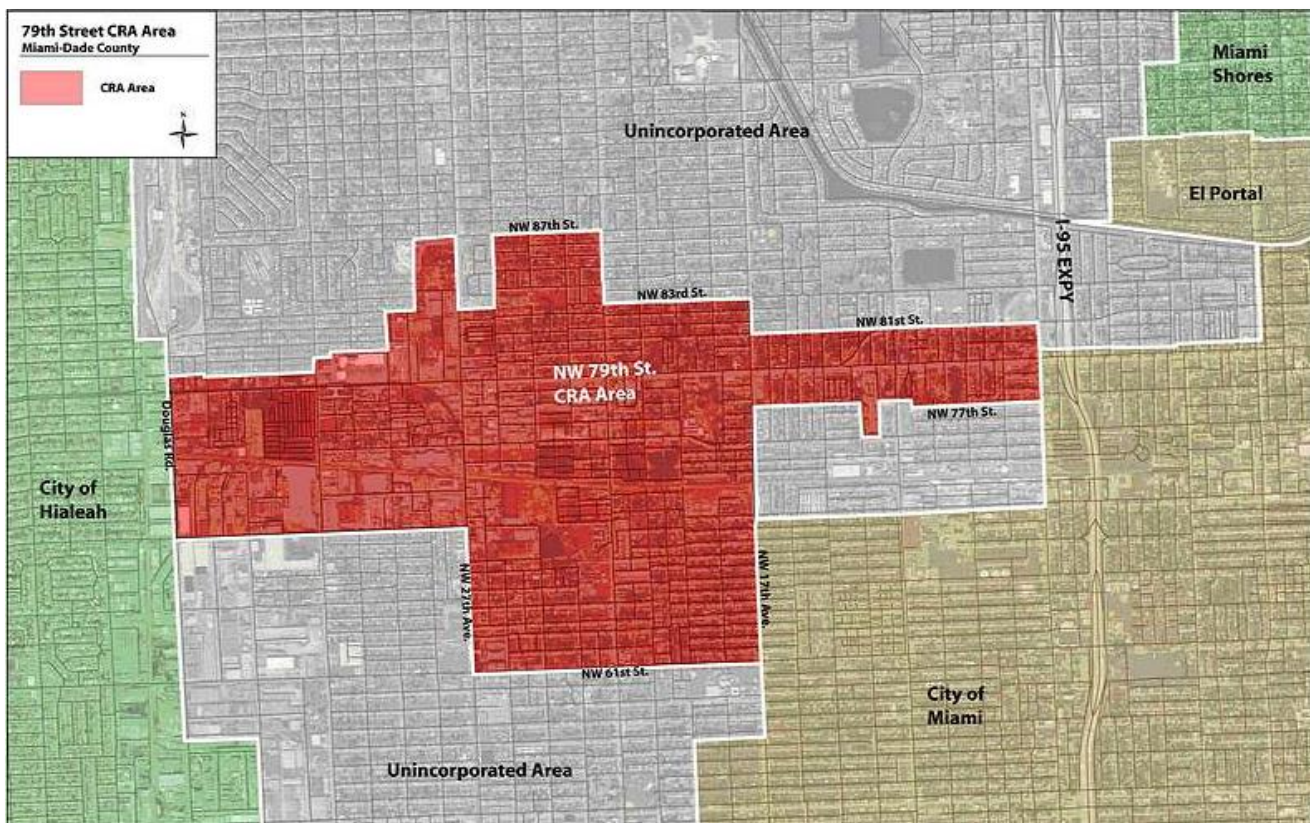 79th Street CRA Area
Miami-Dade County
CRA Area
N
Miami
Shores
Unincorporated Area
El Portal
NW 87th St.
I-95 EXPY
NW 83rd St.
NW 81st St.
NW 79th St.
CRA Area
NW 77th St.
Douglas Rd.
City of
Hialeah
NW 27th Ave.
NW 17th Ave.
NW 61st St.
City of
Miami
Unincorporated Area